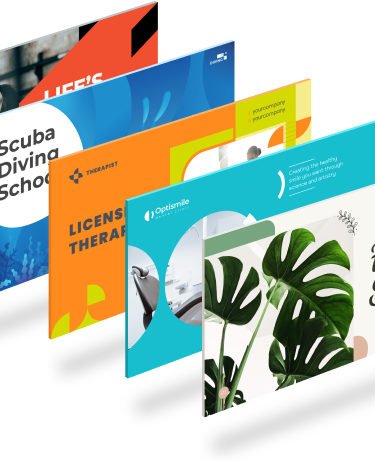 LIFE'S
Scuba
Diving
Schoo
DIVING
yourcompany
yourcompany
THERAPIST
LICENS
THERAP
Optismile
Creating the healthy
smile you want through
science and artistry